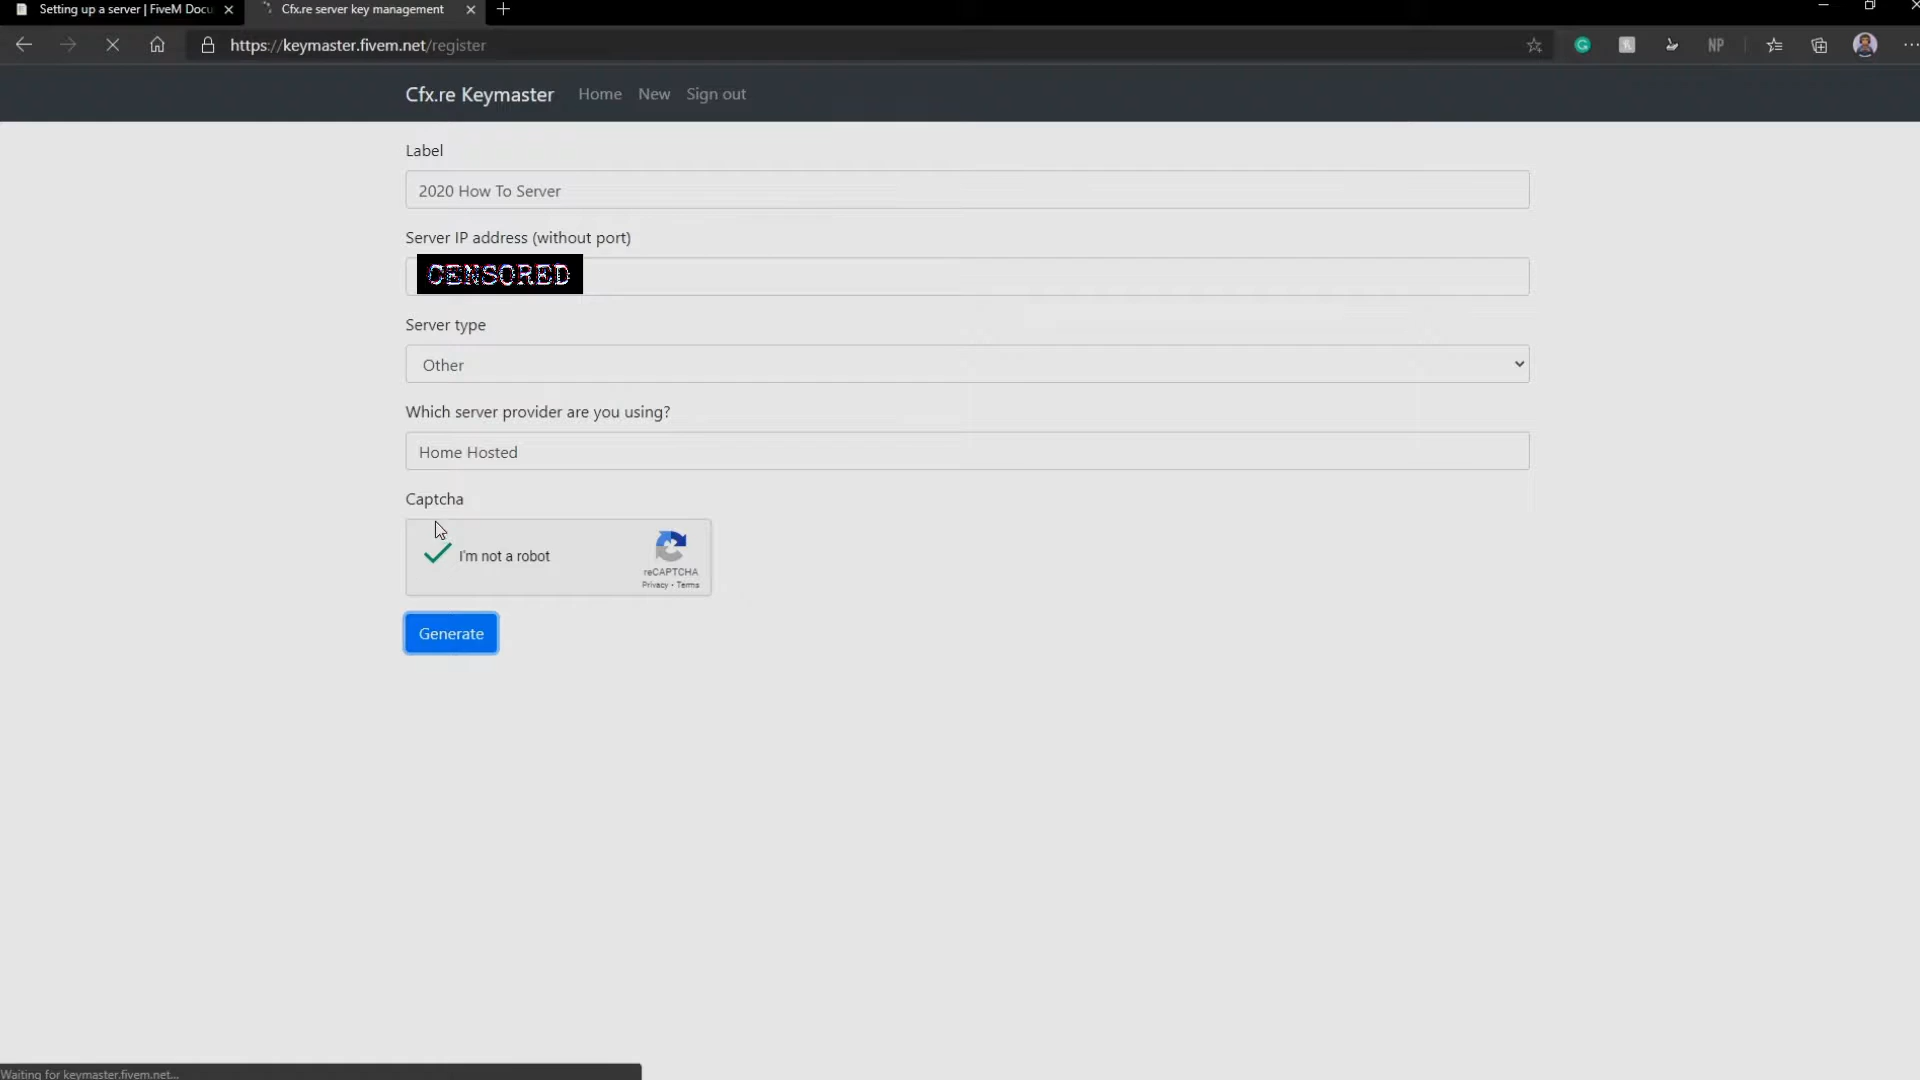 Setting up a server | FiveM Docu
Cfx.re server key management
https://keymaster.fivem.net/register
NP
Cfx.re Keymaster
Home
New
Sign out
Label
2020 How To Server
Server IP address (without port)
CENSORED
Server type
Other
Which server provider are you using?
Home Hosted
Captcha
I'm not a robot
reCAPTCHA
Privacy - Terms
Generate
Waiting for keymaster.fivem.net...